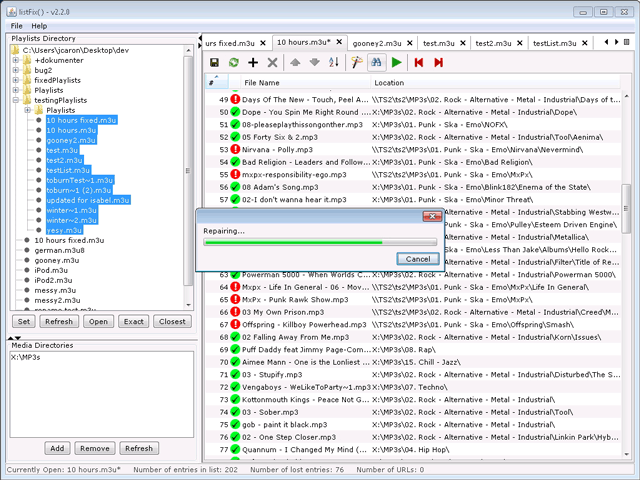 listFix() - v2.2.8
File Help
Playlists Directory
C:\Users\jcaron\Desktop\dev
+dokumenter
bug2
fixedPlaylists
Playlists
testingPlaylists
Playlists
10 hours fixed.m3u
10 hours.m3u
gooney2.m3u
test.m3u
test2.m3u
testList.m3u
toburnTest~1.m3u
toburn~1 (2).m3u
updated for isabel.m3u
winter~1.m3u
winter~2.m3u
yesy.m3u
10 hours fixed.m3u
german.m3u8
gooney.m3u
iPod.m3u
iPod2.m3u
messy.m3u
messy2.m3u
Set Refresh Open Exact Closest
Media Directories
X:\MP3s
Add Remove Refresh
urs fixed.m3u 10 hours.m3u* gooney2.m3u test.m3u test2.m3u testList.m3u
# File Name Location
49 Days Of The New - Touch, Peel A... \\TS2\ts2\MP3s\02. Rock - Alternative - Metal - Industrial\Days of t...
50 Dope - You Spin Me Right Round ... X:\MP3s\02. Rock - Alternative - Metal - Industrial\Dope\
51 08-pleaseplaythissongonther.mp3 X:\MP3s\01. Punk - Ska - Emo\NOFX\
52 05 Forty Six & 2.mp3 X:\MP3s\02. Rock - Alternative - Metal - Industrial\Tool\Aenima\
53 Nirvana - Polly.mp3 \\TS2\ts2\MP3s\02. Rock - Alternative - Metal - Industrial\Nirvana\Nevermind\
54 Bad Religion - Leaders and Follow... X:\MP3s\01. Punk - Ska - Emo\Bad Religion\
55 mxpx-responsibility-ego.mp3 \\TS2\ts2\MP3s\01. Punk - Ska - Emo\MxPx\
56 08 Adam's Song.mp3 X:\MP3s\01. Punk - Ska - Emo\Blink182\Enema of the State\
57 02-I don't wanna hear it.mp3 X:\MP3s\01. Punk - Ska - Emo\Minor Threat\
Alternative - Metal - Industrial\Stabbing Westw...
Emo\Pulley\Esteem Driven Engine\
Alternative - Metal - Industrial\Metallica\
Emo\Less Than Jake\Albums\Hello Rock...
Alternative - Metal - Industrial\Filter\Title of Re...
Repairing...
Cancel
63 Powerman 5000 - When Worlds C... X:\MP3s\02. Rock - Alternative - Metal - Industrial\Powerman 5000\
64 Mxpx - Life In General - 06 - Mov... \\TS2\ts2\MP3s\01. Punk - Ska - Emo\MxPx\Life In General\
65 MxPx - Punk Rawk Show.mp3 \\TS2\ts2\MP3s\01. Punk - Ska - Emo\MxPx\
66 03 My Own Prison.mp3 \\TS2\ts2\MP3s\02. Rock - Alternative - Metal - Industrial\Creed\M...
67 Offspring - Killboy Powerhead.mp3 \\TS2\ts2\MP3s\01. Punk - Ska - Emo\Offspring\Smash\
68 02 Falling Away From Me.mp3 X:\MP3s\02. Rock - Alternative - Metal - Industrial\Korn\Issues\
69 Puff Daddy feat Jimmy Page-Com... X:\MP3s\08. Rap\
70 Aimee Mann - One is the Lonliest ... X:\MP3s\15. Chill - Jazz\
71 03 - Stupify.mp3 X:\MP3s\02. Rock - Alternative - Metal - Industrial\Disturbed\The S...
72 Vengaboys - WeLikeToParty~1.mp3 X:\MP3s\07. Techno\
73 Kottonmouth Kings - Peace Not G... X:\MP3s\02. Rock - Alternative - Metal - Industrial\
74 03 - Sober.mp3 X:\MP3s\02. Rock - Alternative - Metal - Industrial\Tool\
75 gob - paint it black.mp3 X:\MP3s\02. Rock - Alternative - Metal - Industrial\
76 02 - One Step Closer.mp3 X:\MP3s\02. Rock - Alternative - Metal - Industrial\Linkin Park\Hyb...
77 Quannum - I Changed My Mind (... X:\MP3s\04. Hip Hop\
Currently Open: 10 hours.m3u* Number of entries in list: 202 Number of lost entries: 76 Number of URLs: 0